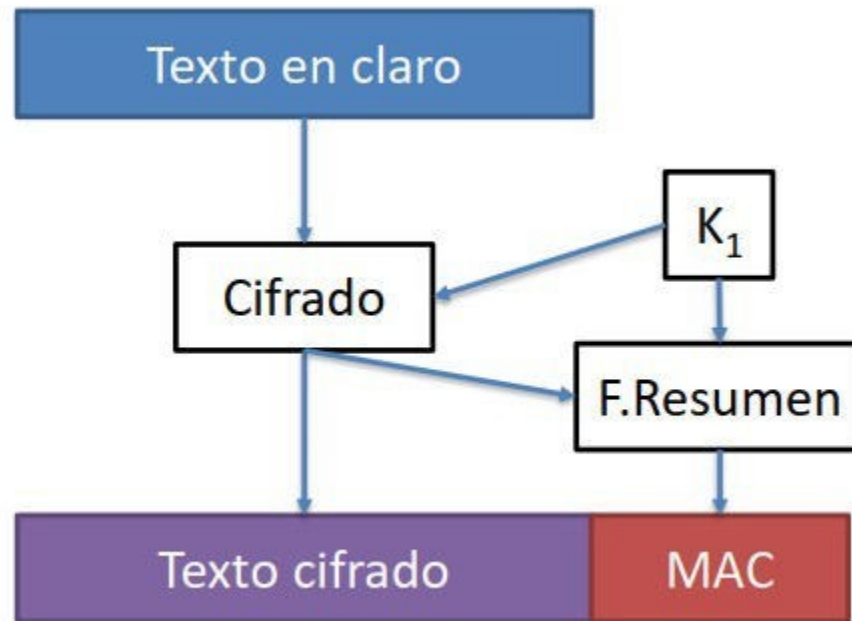 Texto en claro
K₁
Cifrado
F.Resumen
Texto cifrado
MAC